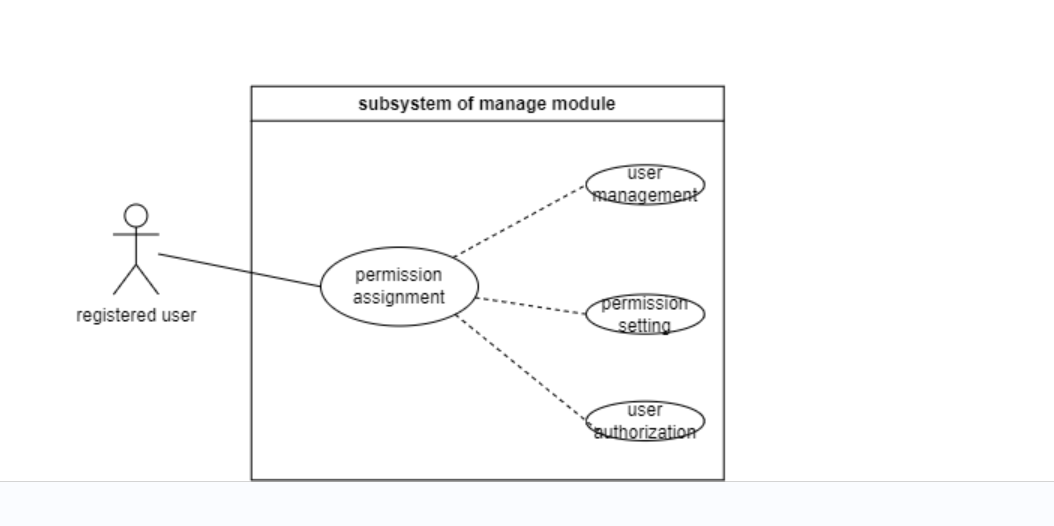 subsystem of manage module
user
management
permission
assignment
permission
setting
registered user
user
authorization